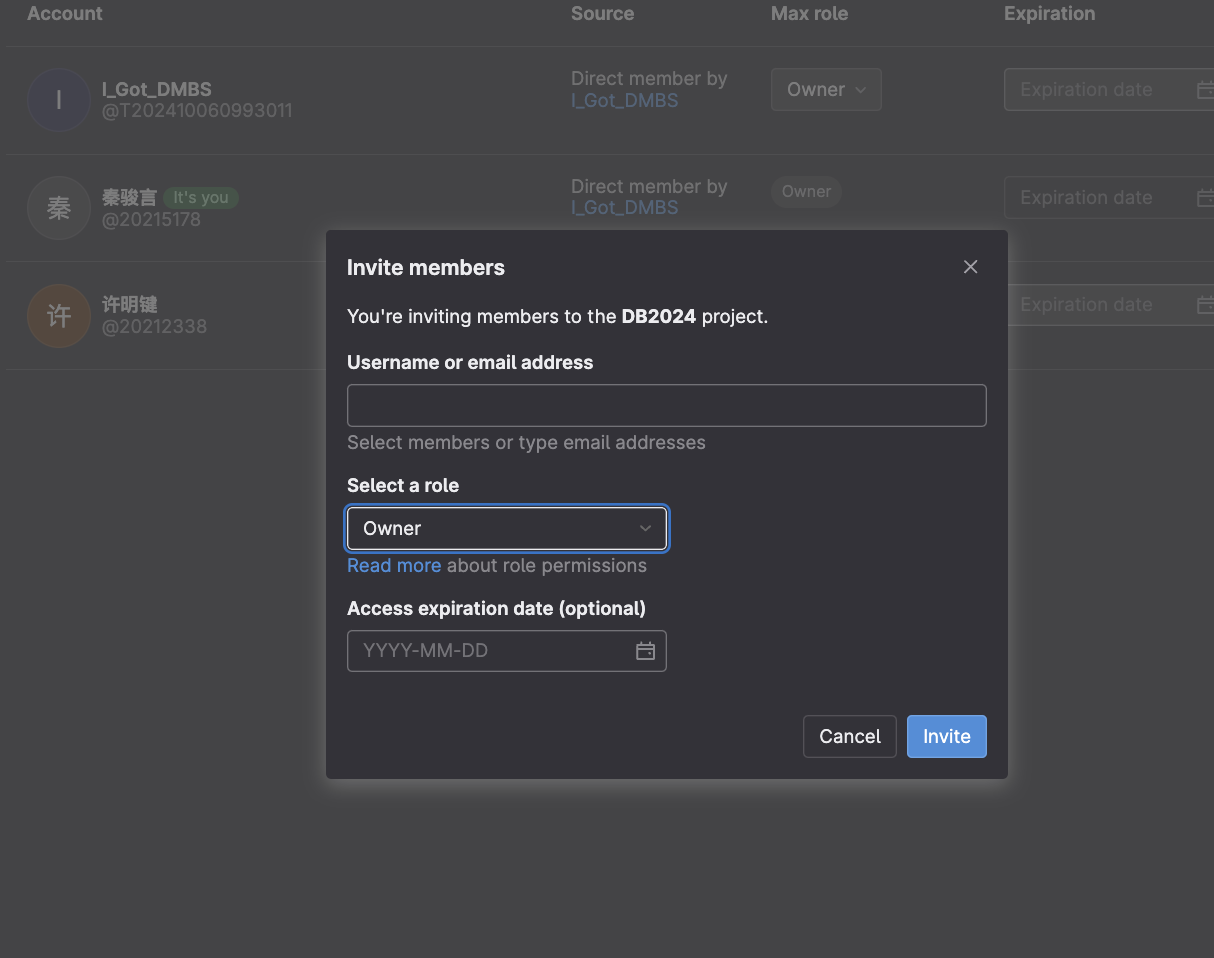 Account Source Max role Expiration
I
I_Got_DMBS
@T202410060993011
Direct member by
I_Got_DMBS
Owner
Expiration date
秦
秦骏言 It's you
@20215178
Direct member by
I_Got_DMBS
Owner
Expiration date
许
许明键
@20212338
Expiration date
Invite members
You're inviting members to the DB2024 project.
Username or email address
Select members or type email addresses
Select a role
Owner
Read more about role permissions
Access expiration date (optional)
YYYY-MM-DD
Cancel
Invite